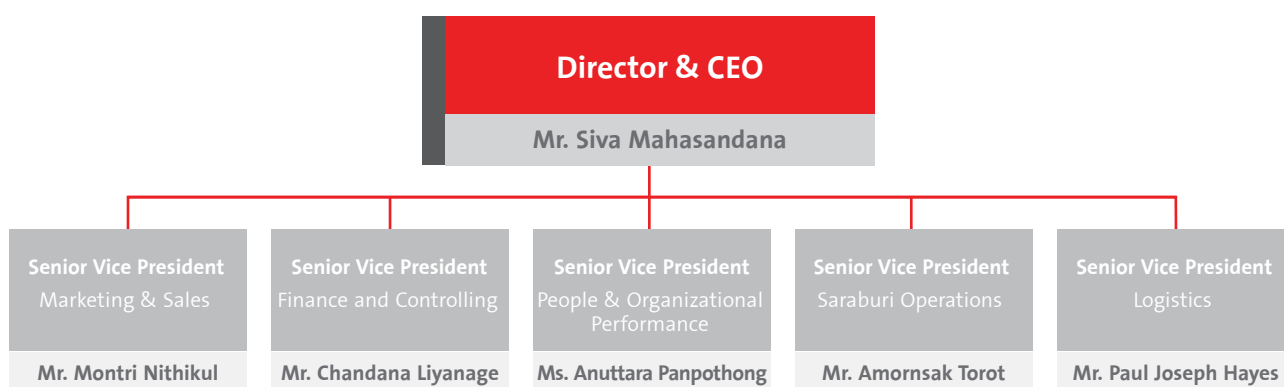 Director & CEO
Mr. Siva Mahasandana
Senior Vice President
Marketing & Sales
Mr. Montri Nithikul
Senior Vice President
Finance and Controlling
Mr. Chandana Liyanage
Senior Vice President
People & Organizational
Performance
Ms. Anuttara Panpothong
Senior Vice President
Saraburi Operations
Mr. Amornsak Torot
Senior Vice President
Logistics
Mr. Paul Joseph Hayes